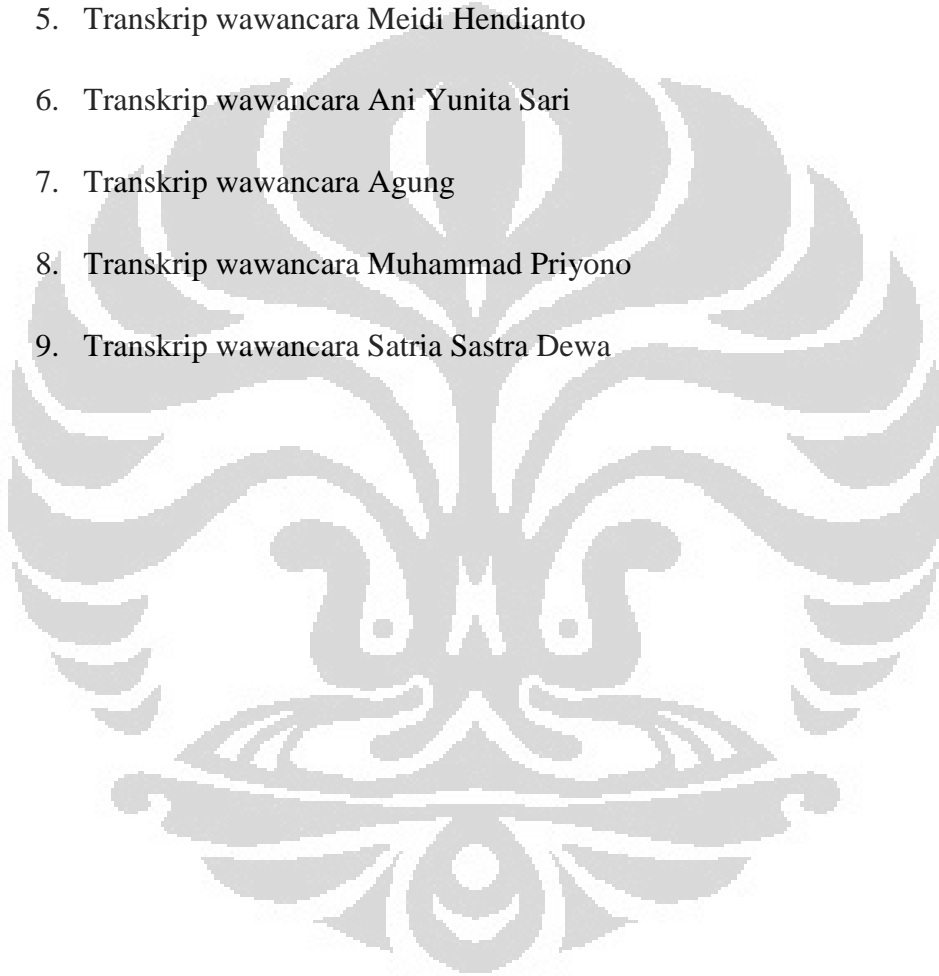 5. Transkrip wawancara Meidi Hendianto
6. Transkrip wawancara Ani Yunita Sari
7. Transkrip wawancara Agung
8. Transkrip wawancara Muhammad Priyono
9. Transkrip wawancara Satria Sastra Dewa